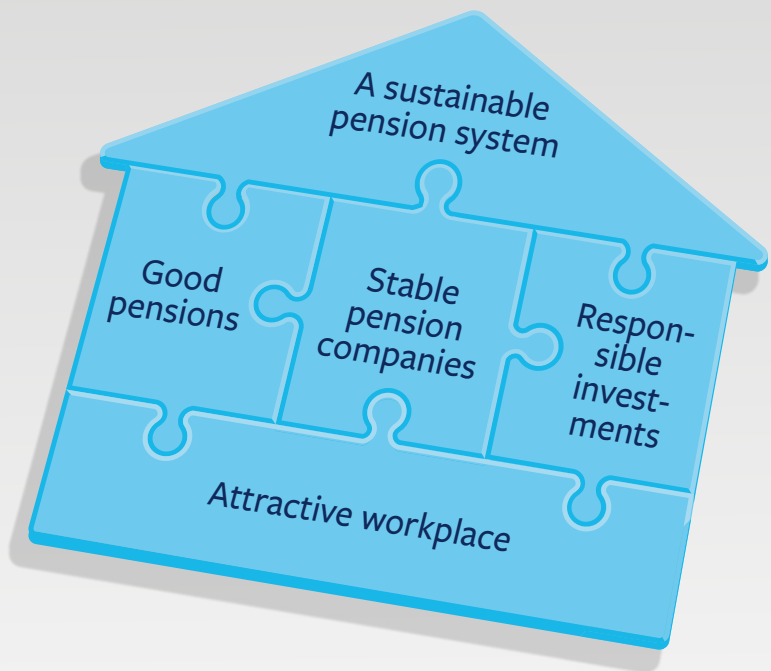 A sustainable
pension system
Good
pensions
Stable
pension
companies
Respon-
sible
invest-
ments
Attractive workplace